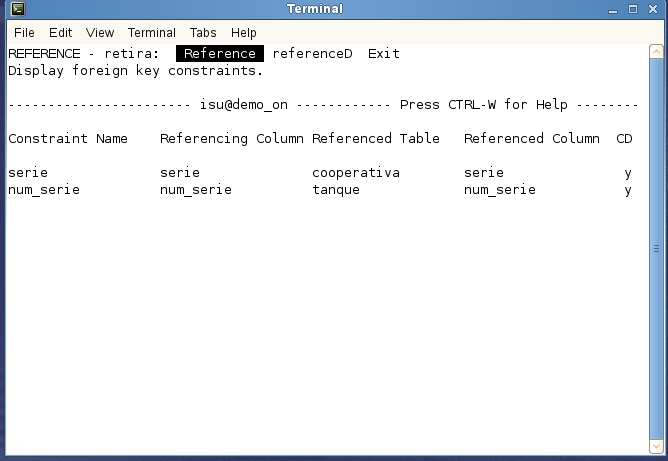 Terminal
File Edit View Terminal Tabs Help
REFERENCE - retira: Reference referenceD Exit
Display foreign key constraints.
----------------------- isu@demo_on ------------ Press CTRL-W for Help --------
Constraint Name Referencing Column Referenced Table Referenced Column CD
serie serie cooperativa serie y
num_serie num_serie tanque num_serie y